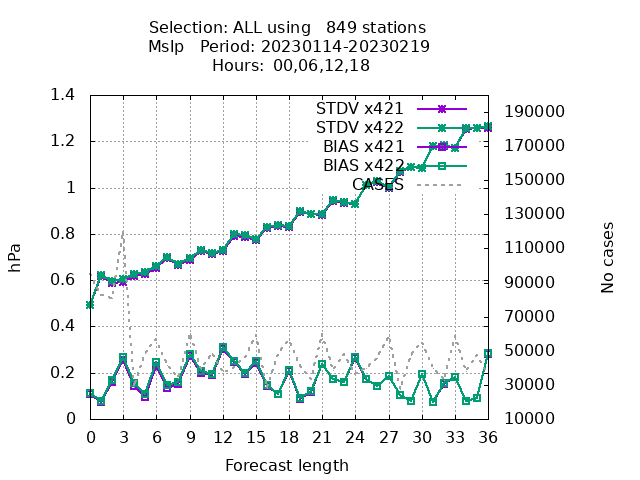 Selection: ALL using 849 stations
Mslp Period: 20230114-20230219
Hours: 00,06,12,18
STDV x421
STDV x422
BIAS x421
BIAS x422
CASES
hPa
1.4
1.2
1
0.8
0.6
0.4
0.2
0
190000
170000
150000
130000
110000
90000
70000
50000
30000
10000
No cases
0 3 6 9 12 15 18 21 24 27 30 33 36
Forecast length